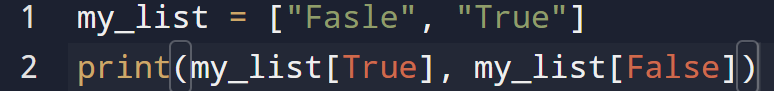 1 my_list = ["Fasle", "True"]
2 print(my_list[True], my_list[False])